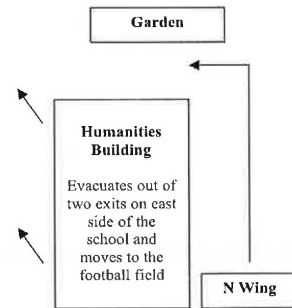 Garden
Humanities
Building
Evacuates out of
two exits on east
side of the
school and
moves to the
football field
N Wing